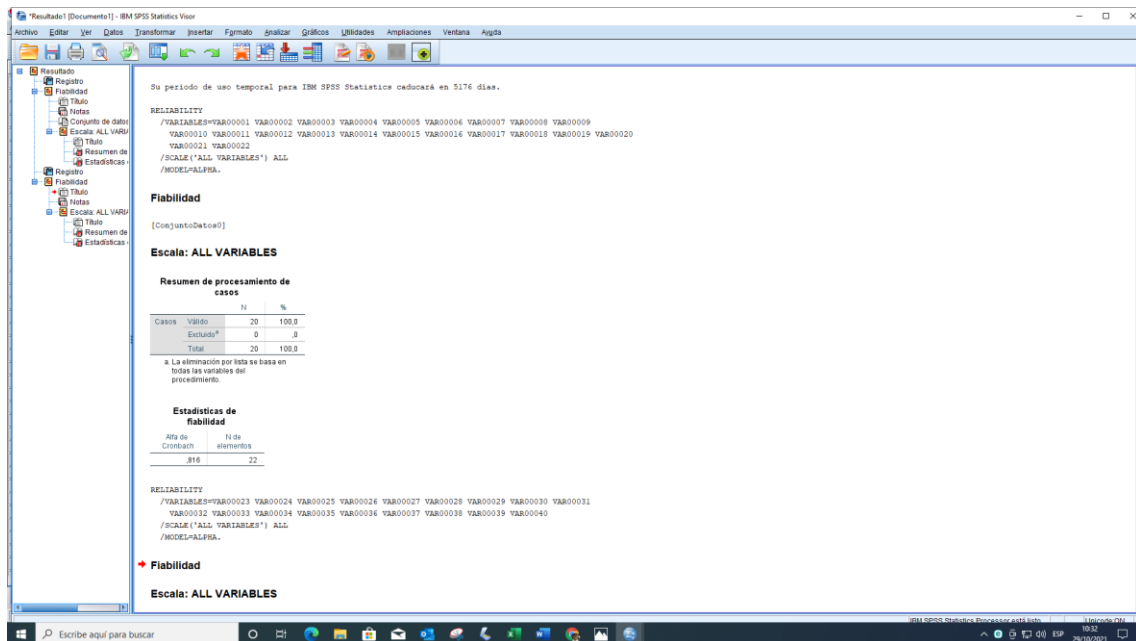 *Resultado1 [Documento1] - IBM SPSS Statistics Visor
Archivo Editar Ver Datos Transformar Insertar Formato Analizar Gráficos Utilidades Ampliaciones Ventana Ayuda
Resultado
Registro
Fiabilidad
Título
Notas
Conjunto de datos
Escala: ALL VARIA
Título
Resumen de
Estadísticas
Registro
Fiabilidad
Título
Notas
Escala: ALL VARIA
Título
Resumen de
Estadísticas
Su periodo de uso temporal para IBM SPSS Statistics caducará en 5176 días.
RELIABILITY
/VARIABLES=VAR00001 VAR00002 VAR00003 VAR00004 VAR00005 VAR00006 VAR00007 VAR00008 VAR00009
VAR00010 VAR00011 VAR00012 VAR00013 VAR00014 VAR00015 VAR00016 VAR00017 VAR00018 VAR00019 VAR00020
VAR00021 VAR00022
/SCALE('ALL VARIABLES') ALL
/MODEL=ALPHA.
Fiabilidad
[ConjuntoDatos0]
Escala: ALL VARIABLES
Resumen de procesamiento de
casos
N %
Casos Válido 20 100,0
Excluido^a 0 ,0
Total 20 100,0
a. La eliminación por lista se basa en
todas las variables del
procedimiento.
Estadísticas de
fiabilidad
Alfa de N de
Cronbach elementos
,816 22
RELIABILITY
/VARIABLES=VAR00023 VAR00024 VAR00025 VAR00026 VAR00027 VAR00028 VAR00029 VAR00030 VAR00031
VAR00032 VAR00033 VAR00034 VAR00035 VAR00036 VAR00037 VAR00038 VAR00039 VAR00040
/SCALE('ALL VARIABLES') ALL
/MODEL=ALPHA.
Fiabilidad
Escala: ALL VARIABLES
IBM SPSS Statistics Processor está listo Unicode:ON
Escribe aquí para buscar
ESP
10:32
29/10/2021